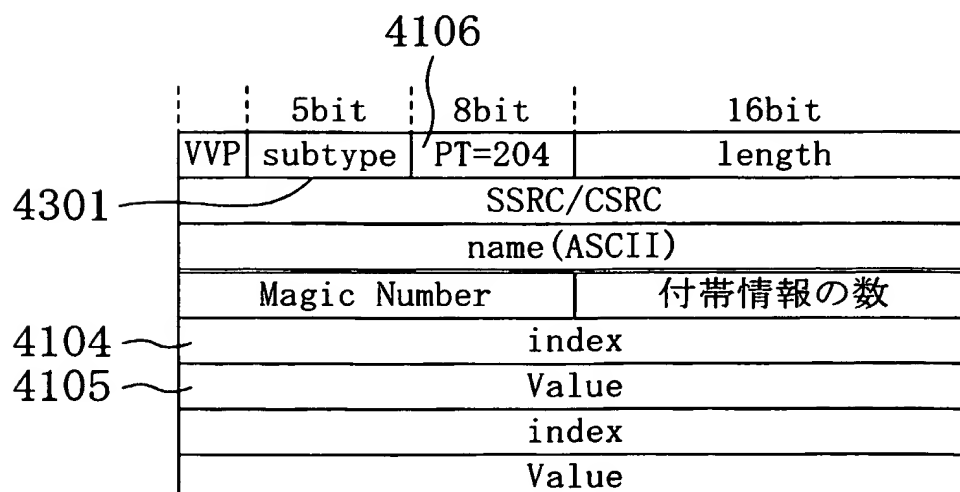 4106
5bit 8bit 16bit
VVP subtype PT=204 length
4301
SSRC/CSRC
name(ASCII)
Magic Number 付帯情報の数
4104 index
4105 Value
index
Value